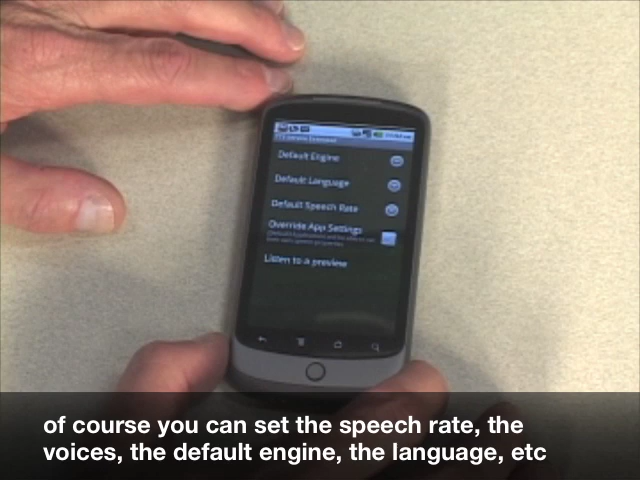 Default Engine
Default Language
Default Speech Rate
Override App Settings
Listen to a preview
of course you can set the speech rate, the
voices, the default engine, the language, etc